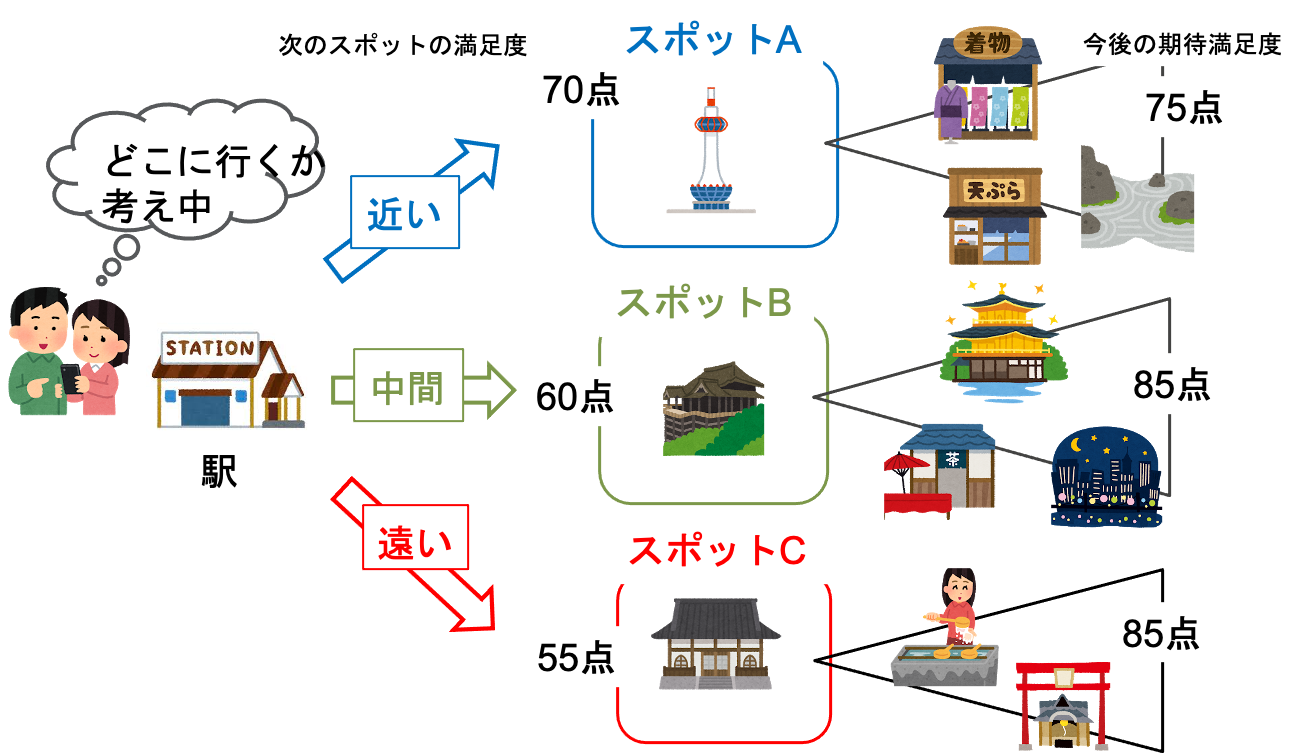 次のスポットの満足度
スポットA
着物
今後の期待満足度
70点
75点
どこに行くか
考え中
近い
天ぷら
スポットB
STATION
中間
60点
85点
茶
駅
遠い
スポットC
55点
85点